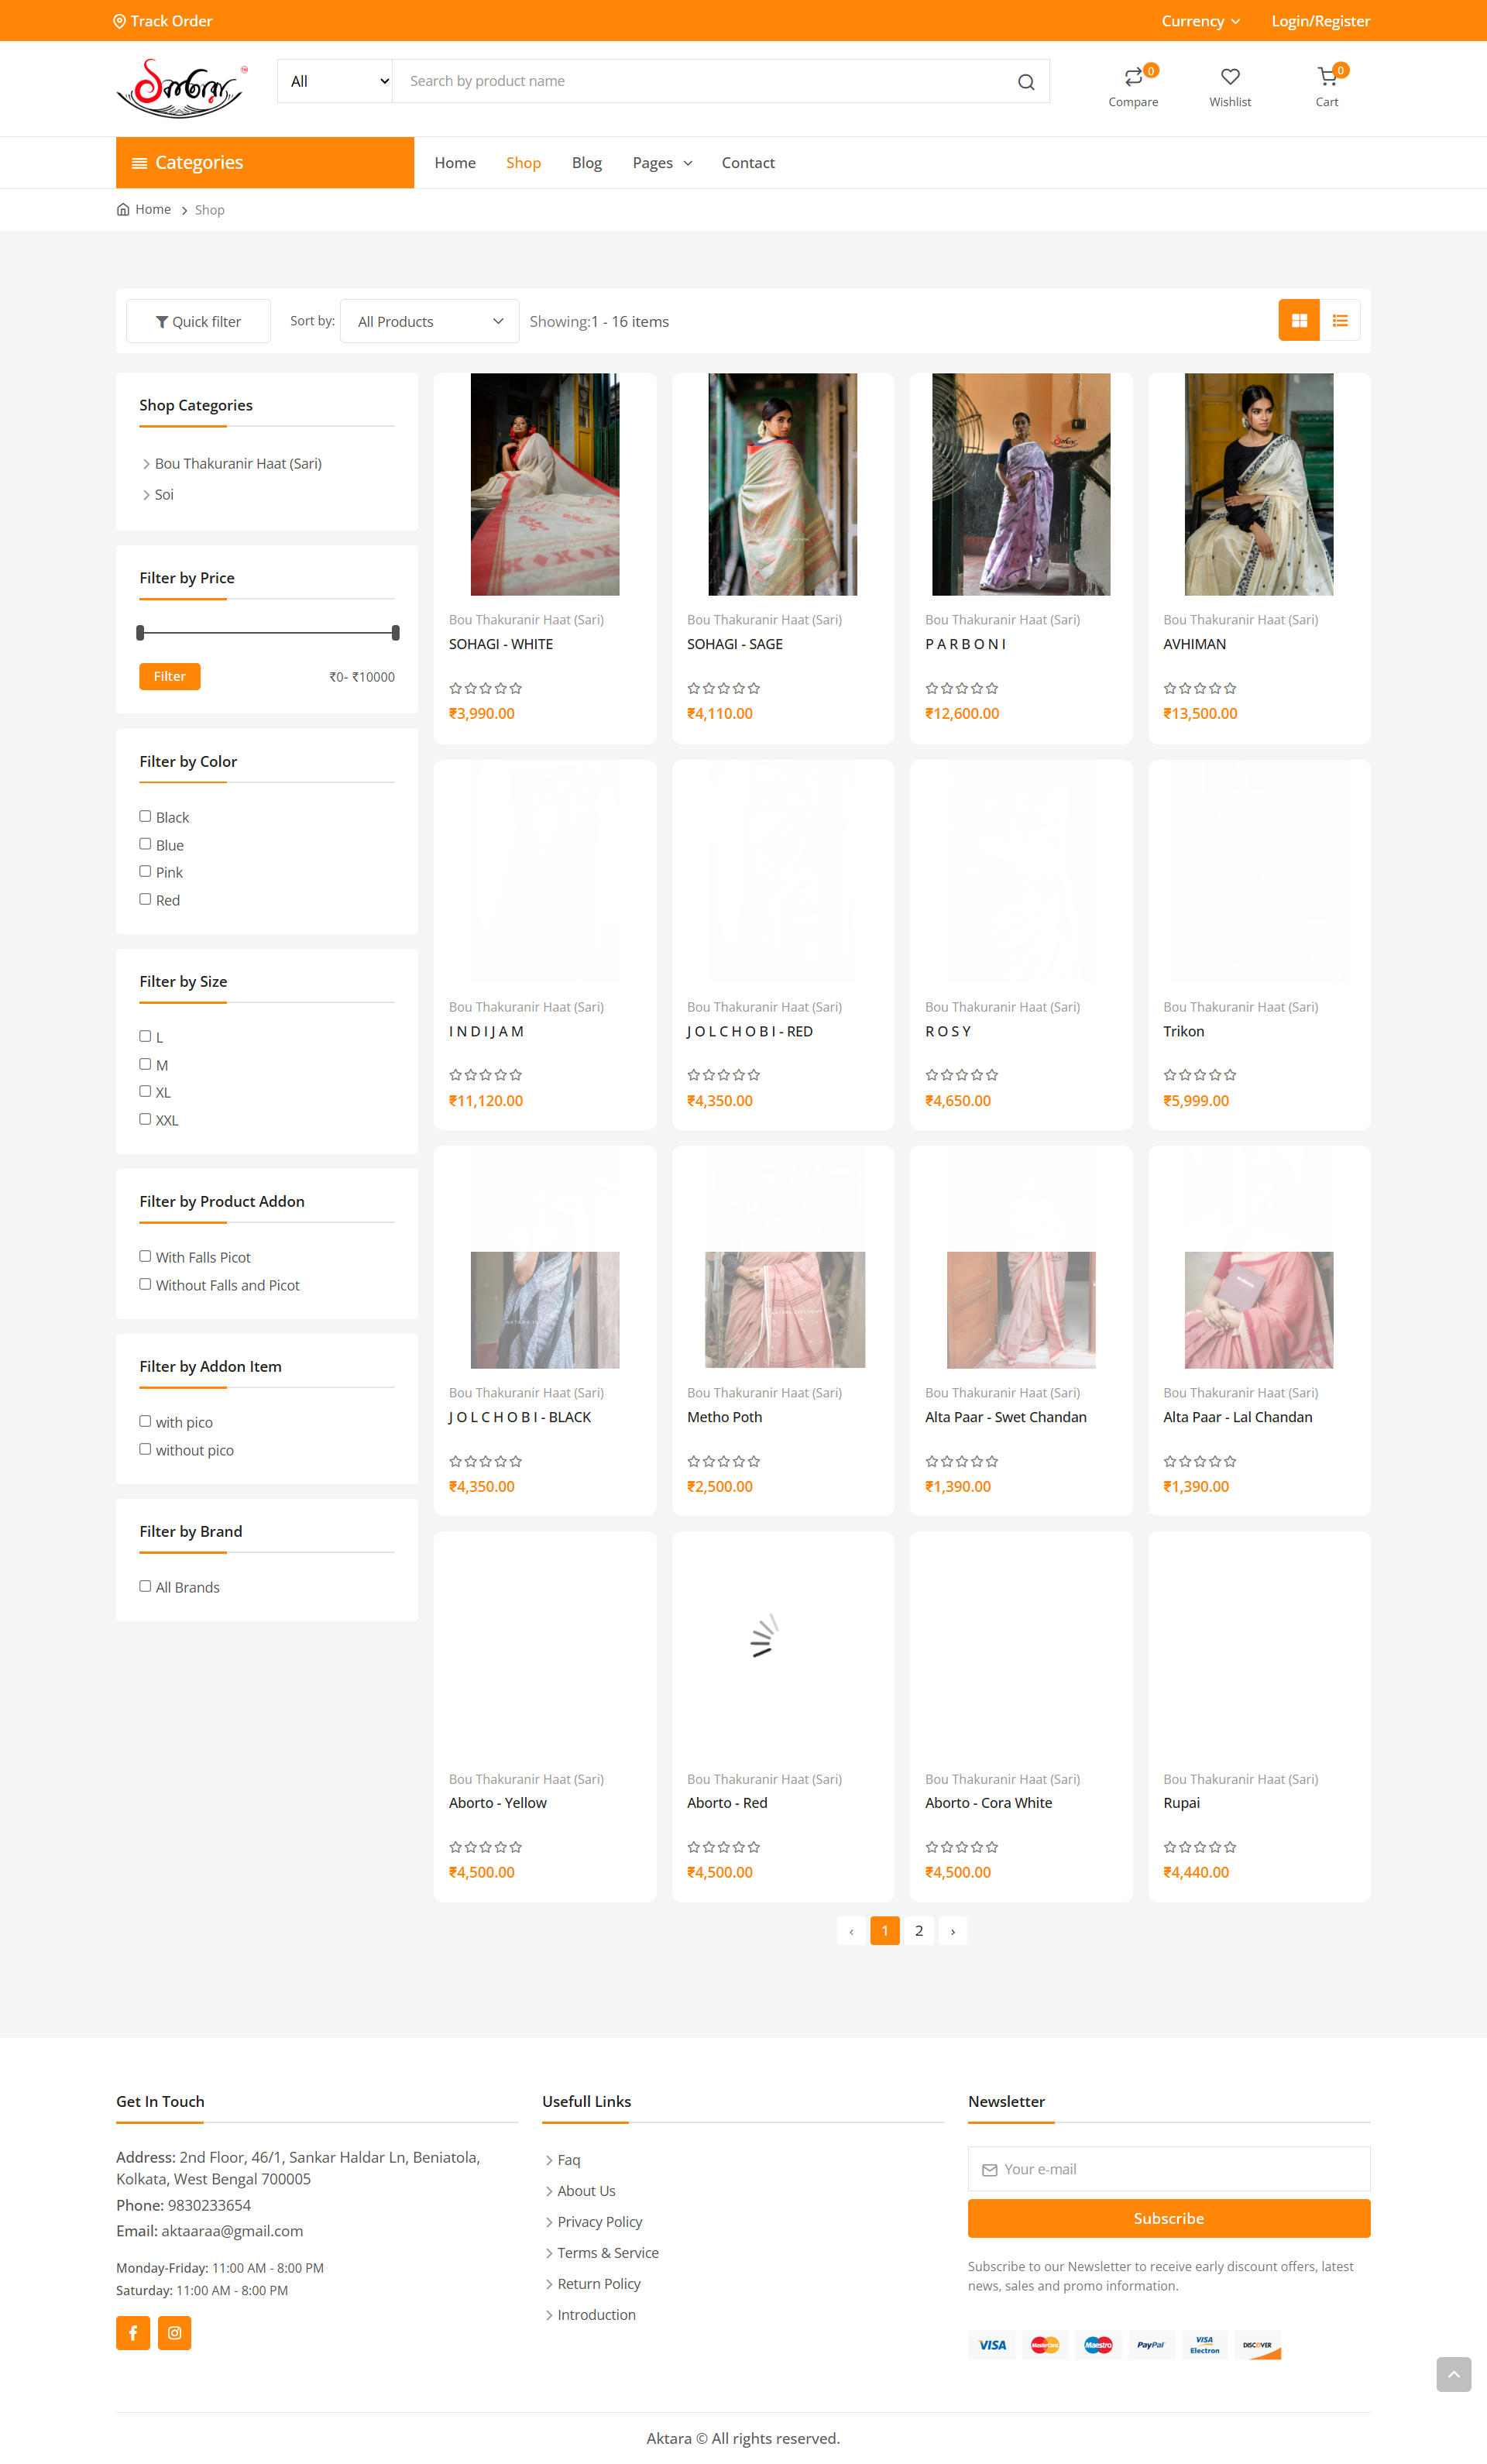 Track Order
Currency
Login/Register
All
Search by product name
0
Compare
Wishlist
0
Cart
Categories
Home
Shop
Blog
Pages
Contact
Home
Shop
Quick filter
Sort by:
All Products
Showing:1 - 16 items
Shop Categories
Bou Thakuranir Haat (Sari)
Soi
Filter by Price
Filter
₹0- ₹10000
Filter by Color
Black
Blue
Pink
Red
Filter by Size
L
M
XL
XXL
Filter by Product Addon
With Falls Picot
Without Falls and Picot
Filter by Addon Item
with pico
without pico
Filter by Brand
All Brands
Bou Thakuranir Haat (Sari)
SOHAGI - WHITE
₹3,990.00
Bou Thakuranir Haat (Sari)
SOHAGI - SAGE
₹4,110.00
Bou Thakuranir Haat (Sari)
P A R B O N I
₹12,600.00
Bou Thakuranir Haat (Sari)
AVHIMAN
₹13,500.00
Bou Thakuranir Haat (Sari)
I N D I J A M
₹11,120.00
Bou Thakuranir Haat (Sari)
J O L C H O B I - RED
₹4,350.00
Bou Thakuranir Haat (Sari)
R O S Y
₹4,650.00
Bou Thakuranir Haat (Sari)
Trikon
₹5,999.00
Bou Thakuranir Haat (Sari)
J O L C H O B I - BLACK
₹4,350.00
Bou Thakuranir Haat (Sari)
Metho Poth
₹2,500.00
Bou Thakuranir Haat (Sari)
Alta Paar - Swet Chandan
₹1,390.00
Bou Thakuranir Haat (Sari)
Alta Paar - Lal Chandan
₹1,390.00
Bou Thakuranir Haat (Sari)
Aborto - Yellow
₹4,500.00
Bou Thakuranir Haat (Sari)
Aborto - Red
₹4,500.00
Bou Thakuranir Haat (Sari)
Aborto - Cora White
₹4,500.00
Bou Thakuranir Haat (Sari)
Rupai
₹4,440.00
‹ 1 2 ›
Get In Touch
Address: 2nd Floor, 46/1, Sankar Haldar Ln, Beniatola,
Kolkata, West Bengal 700005
Phone: 9830233654
Email: aktaaraa@gmail.com
Monday-Friday: 11:00 AM - 8:00 PM
Saturday: 11:00 AM - 8:00 PM
Usefull Links
Faq
About Us
Privacy Policy
Terms & Service
Return Policy
Introduction
Newsletter
Your e-mail
Subscribe
Subscribe to our Newsletter to receive early discount offers, latest
news, sales and promo information.
VISA
MasterCard
Maestro
PayPal
VISA
Electron
DISCOVER
Aktara © All rights reserved.